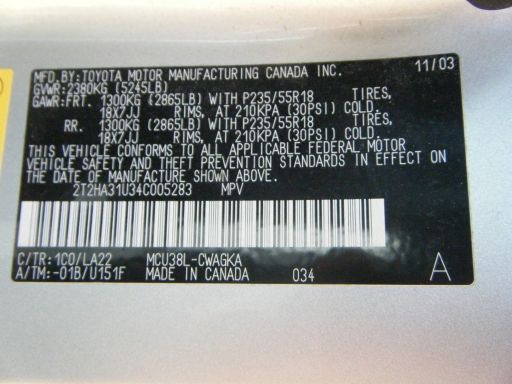 MFD.BY:TOYOTA MOTOR MANUFACTURING CANADA INC. 11/03
GVWR:2380KG (5245LB)
GAWR:FRT. 1300KG (2865LB) WITH P235/55R18 TIRES,
18X7JJ RIMS, AT 210KPA (30PSI) COLD.
RR. 1300KG (2865LB) WITH P235/55R18 TIRES,
18X7JJ RIMS, AT 210KPA (30PSI) COLD.
THIS VEHICLE CONFORMS TO ALL APPLICABLE FEDERAL MOTOR
VEHICLE SAFETY AND THEFT PREVENTION STANDARDS IN EFFECT ON
THE DATE OF MANUFACTURE SHOWN ABOVE.
2T2HA31U34C005283 MPV
C/TR:1C0/LA22 MCU38L-CWAGKA
A/TM:-01B/U151F MADE IN CANADA 034 A